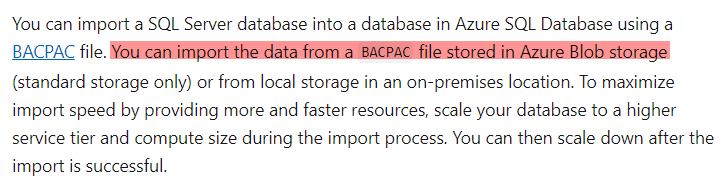 You can import a SQL Server database into a database in Azure SQL Database using a
BACPAC file. You can import the data from a BACPAC file stored in Azure Blob storage
(standard storage only) or from local storage in an on-premises location. To maximize
import speed by providing more and faster resources, scale your database to a higher
service tier and compute size during the import process. You can then scale down after the
import is successful.